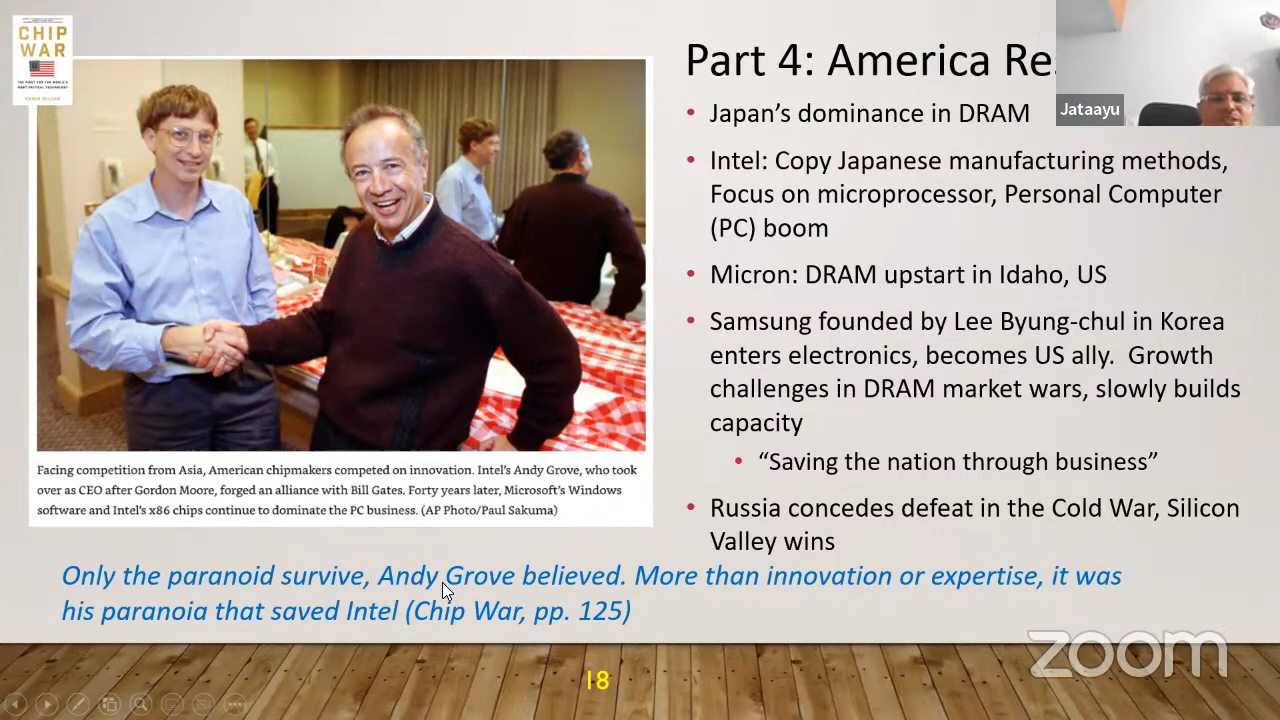 CHIP
WAR
Part 4: America Re
Jataayu
• Japan's dominance in DRAM
• Intel: Copy Japanese manufacturing methods,
Focus on microprocessor, Personal Computer
(PC) boom
• Micron: DRAM upstart in Idaho, US
• Samsung founded by Lee Byung-chul in Korea
enters electronics, becomes US ally. Growth
challenges in DRAM market wars, slowly builds
capacity
• “Saving the nation through business”
• Russia concedes defeat in the Cold War, Silicon
Valley wins
Facing competition from Asia, American chipmakers competed on innovation. Intel's Andy Grove, who took
over as CEO after Gordon Moore, forged an alliance with Bill Gates. Forty years later, Microsoft's Windows
software and Intel's x86 chips continue to dominate the PC business. (AP Photo/Paul Sakuma)
Only the paranoid survive, Andy Grove believed. More than innovation or expertise, it was
his paranoia that saved Intel (Chip War, pp. 125)
zoom
18